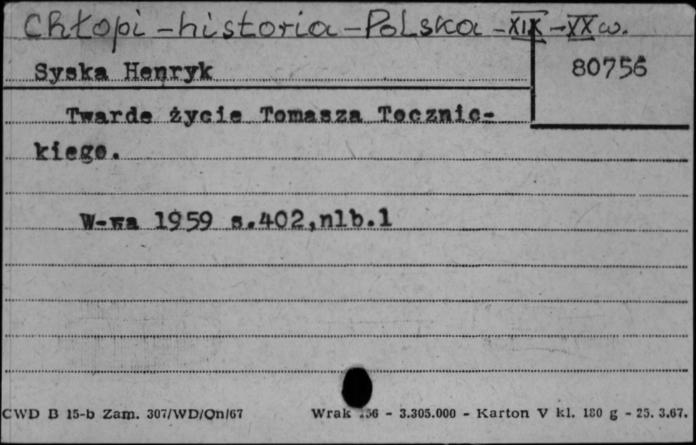 Chłopi - historia - Polska - XIX - XX w.
Syska Henryk
80756
Twarde życie Tomasza Tocznic-
kiego.
W-wa 1959 s.402,nlb.1
CWD B 15-b Zam. 307/WD/Qn/67 Wrak - 3.305.000 - Karton V kl. 180 g - 25. 3.67.